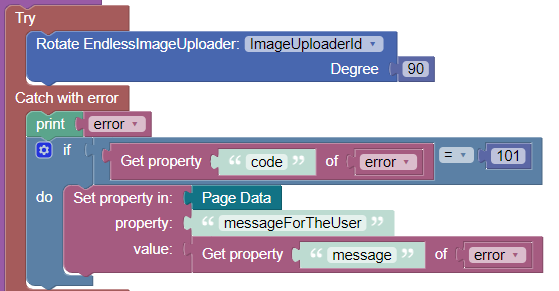 Try
Rotate EndlessImageUploader: ImageUploaderId
Degree 90
Catch with error
print error
if Get property “ code ” of error = 101
do Set property in: Page Data
property: “ messageForTheUser ”
value: Get property “ message ” of error